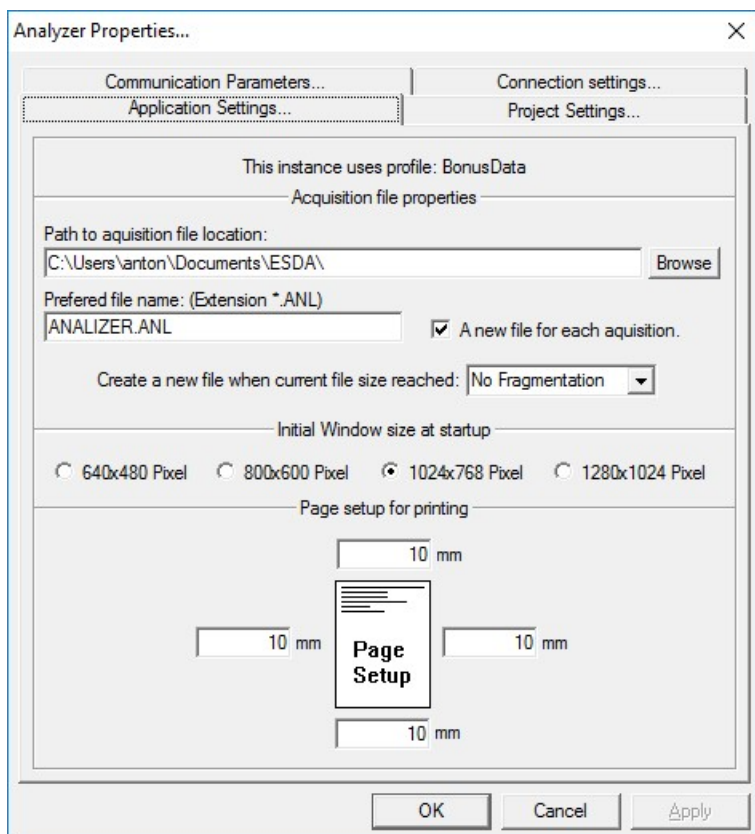 Analyzer Properties...
Communication Parameters...
Connection settings...
Application Settings...
Project Settings...
This instance uses profile: BonusData
Acquisition file properties
Path to aquisition file location:
C:\Users\anton\Documents\ESDA\
Browse
Prefered file name: (Extension *.ANL)
ANALIZER.ANL
A new file for each aquisition.
Create a new file when current file size reached:
No Fragmentation
Initial Window size at startup
640x480 Pixel
800x600 Pixel
1024x768 Pixel
1280x1024 Pixel
Page setup for printing
10 mm
10 mm
Page
Setup
10 mm
10 mm
OK
Cancel
Apply